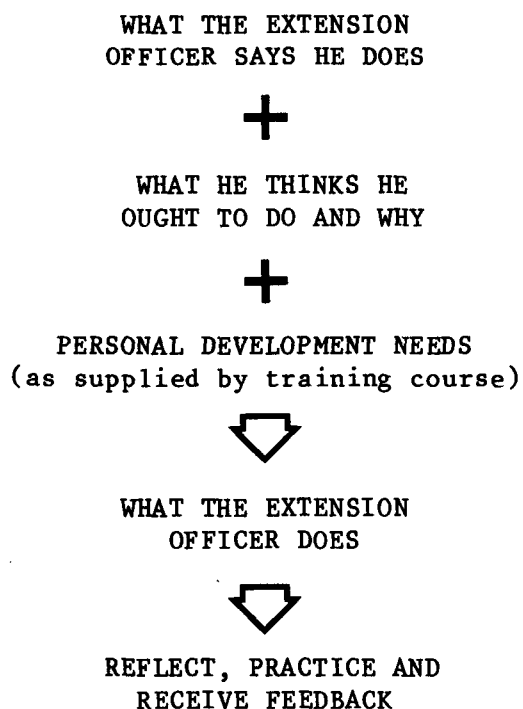 WHAT THE EXTENSION
OFFICER SAYS HE DOES
+
WHAT HE THINKS HE
OUGHT TO DO AND WHY
+
PERSONAL DEVELOPMENT NEEDS
(as supplied by training course)
WHAT THE EXTENSION
OFFICER DOES
REFLECT, PRACTICE AND
RECEIVE FEEDBACK